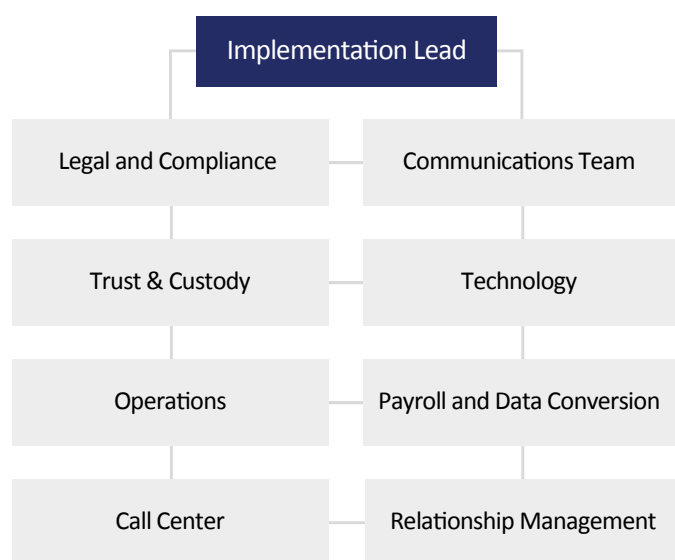 Implementation Lead
Legal and Compliance
Communications Team
Trust & Custody
Technology
Operations
Payroll and Data Conversion
Call Center
Relationship Management